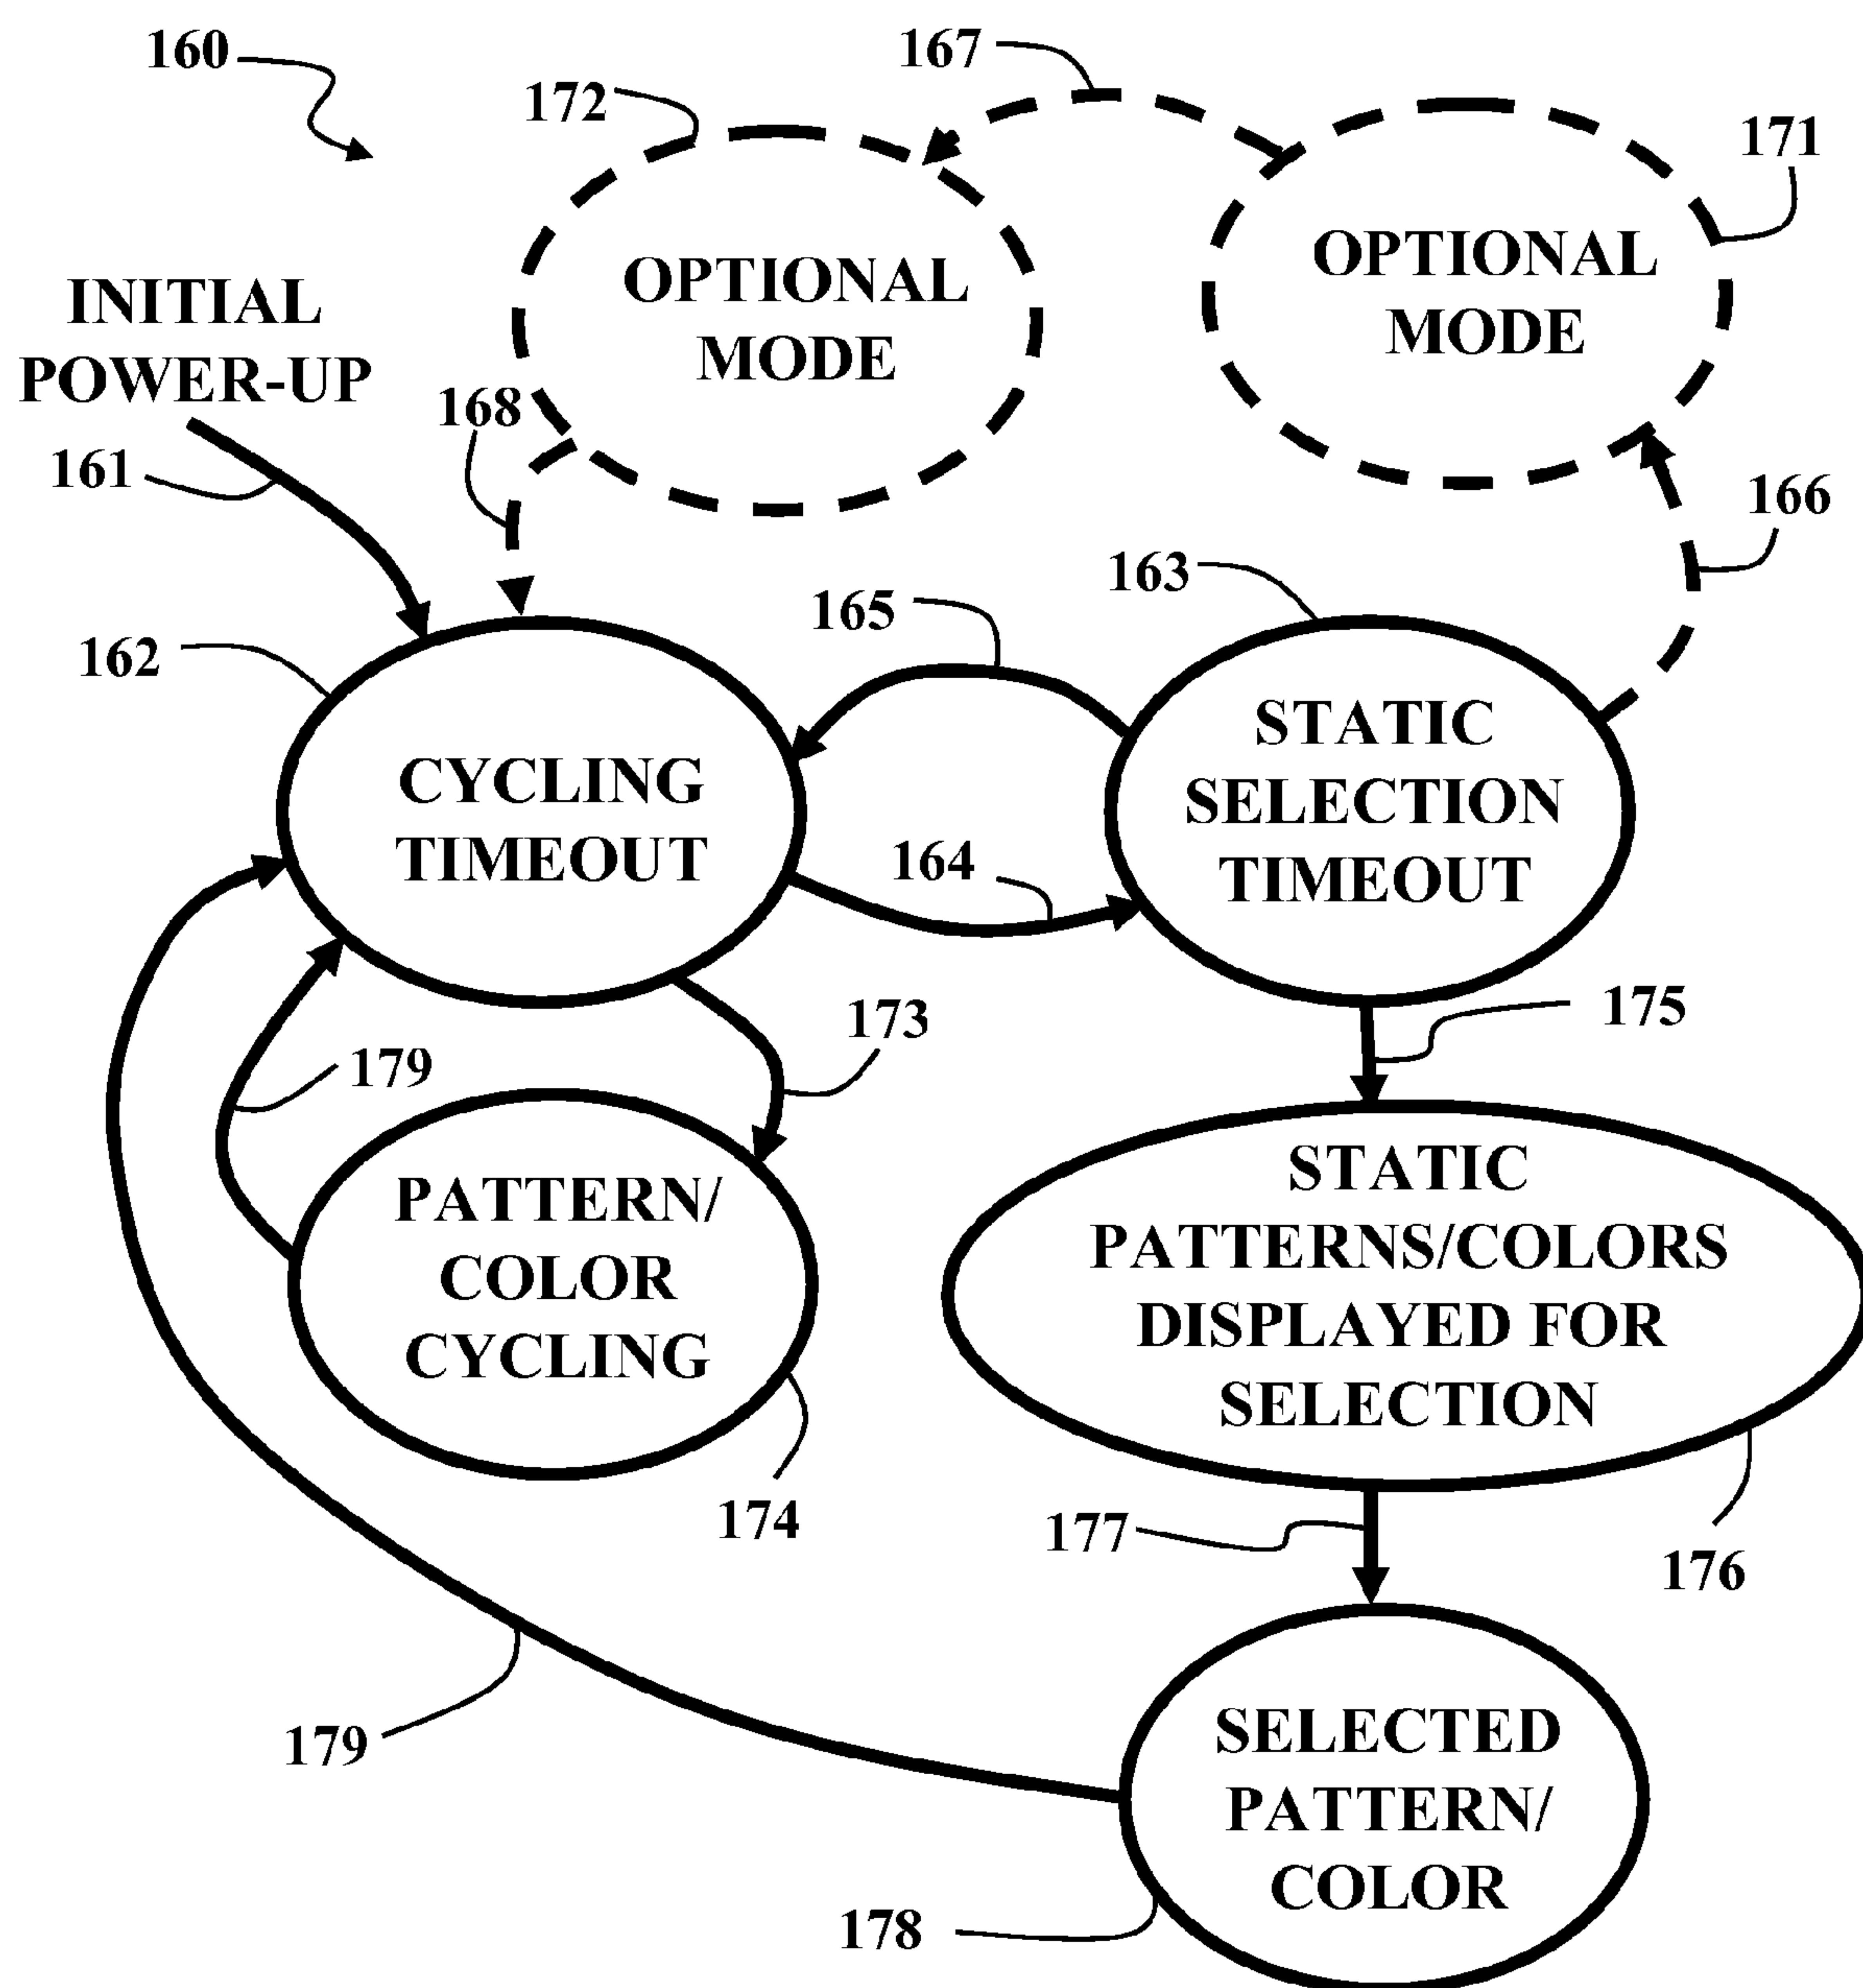 160
167
172
171
OPTIONAL
MODE
OPTIONAL
MODE
INITIAL
POWER-UP
168
161
166
163
165
162
STATIC
SELECTION
TIMEOUT
CYCLING
TIMEOUT
164
173
175
179
STATIC
PATTERNS/COLORS
DISPLAYED FOR
SELECTION
PATTERN/
COLOR
CYCLING
174
177
176
179
SELECTED
PATTERN/
COLOR
178